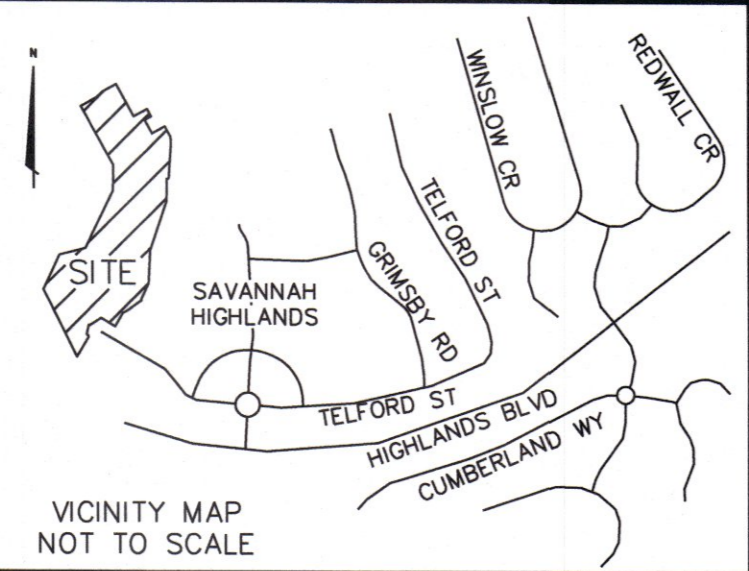 N
WINSLOW CR
REDWALL CR
TELFORD ST
GRIMSBY RD
SITE
SAVANNAH
HIGHLANDS
TELFORD ST
HIGHLANDS BLVD
CUMBERLAND WY
VICINITY MAP
NOT TO SCALE